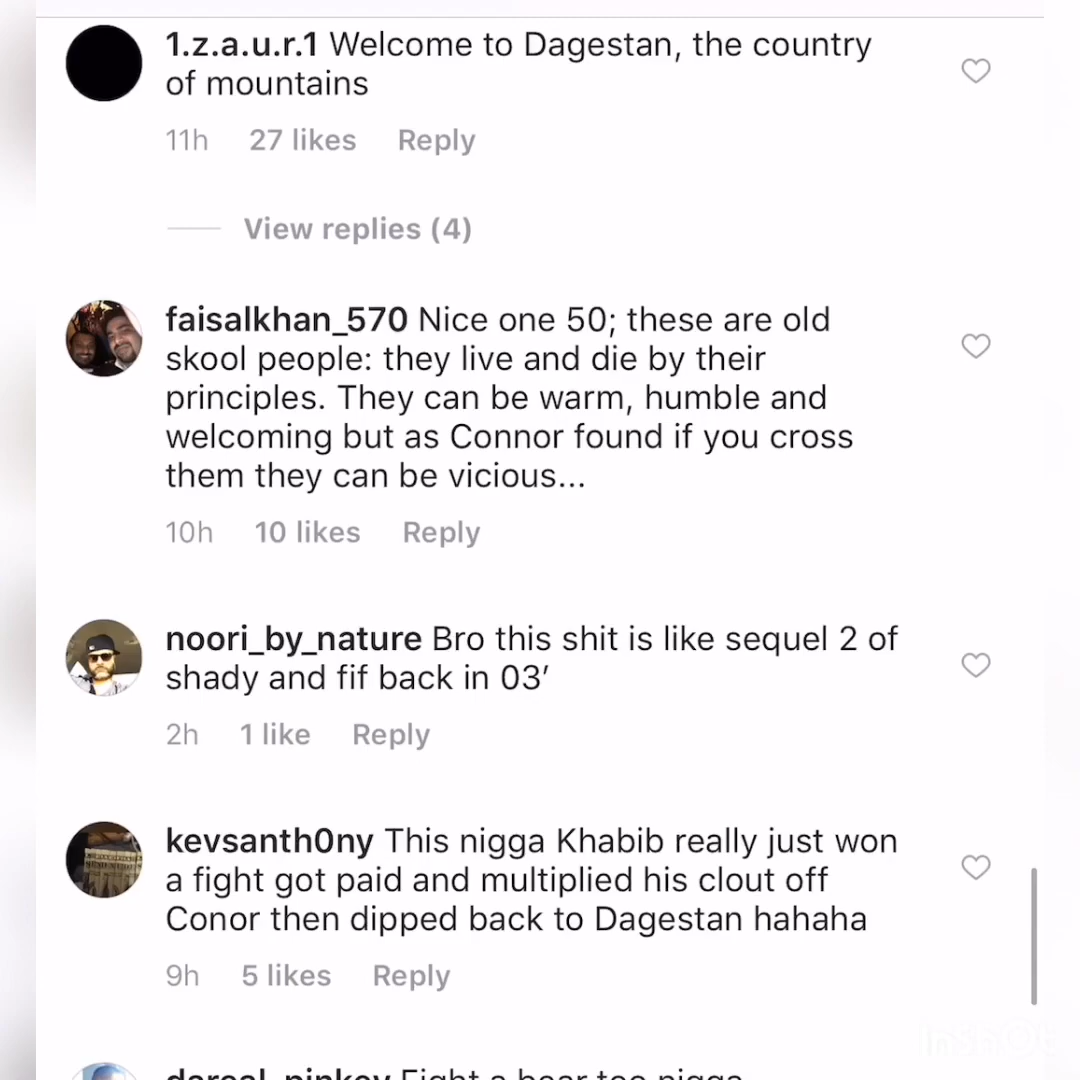 1.z.a.u.r.1 Welcome to Dagestan, the country
of mountains
11h 27 likes Reply
View replies (4)
faisalkhan_570 Nice one 50; these are old
skool people: they live and die by their
principles. They can be warm, humble and
welcoming but as Connor found if you cross
them they can be vicious...
10h 10 likes Reply
noori_by_nature Bro this shit is like sequel 2 of
shady and fif back in 03'
2h 1 like Reply
kevsanth0ny This nigga Khabib really just won
a fight got paid and multiplied his clout off
Conor then dipped back to Dagestan hahaha
9h 5 likes Reply
Fight a bear too nigga